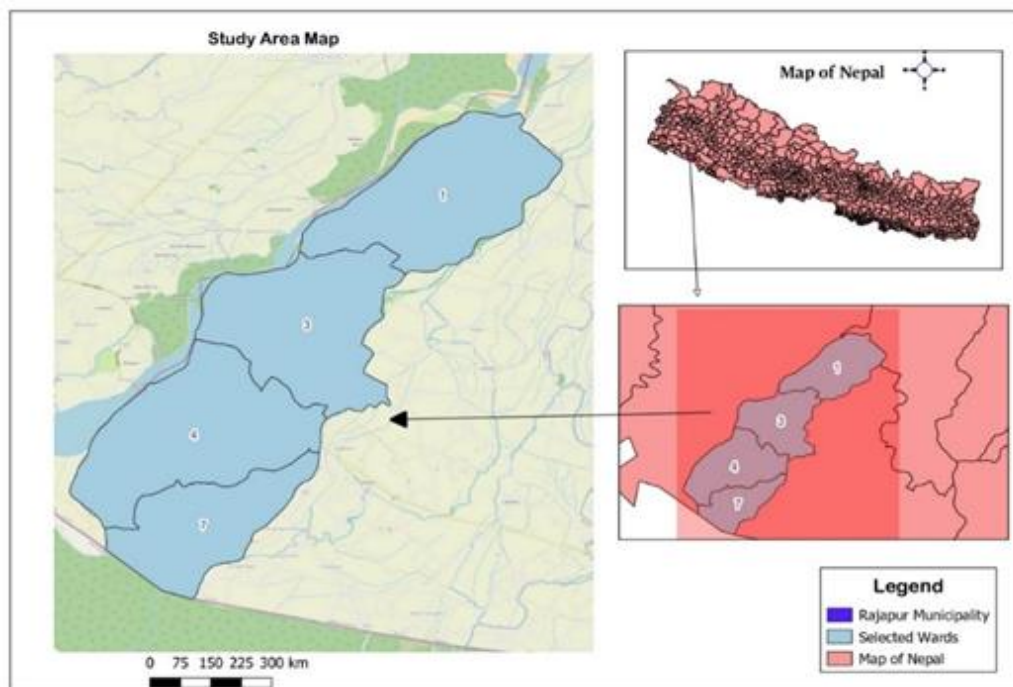 Study Area Map
Map of Nepal
1
3
4
7
1
3
4
7
Legend
Rajapur Municipality
Selected Wards
Map of Nepal
0 75 150 225 300 km